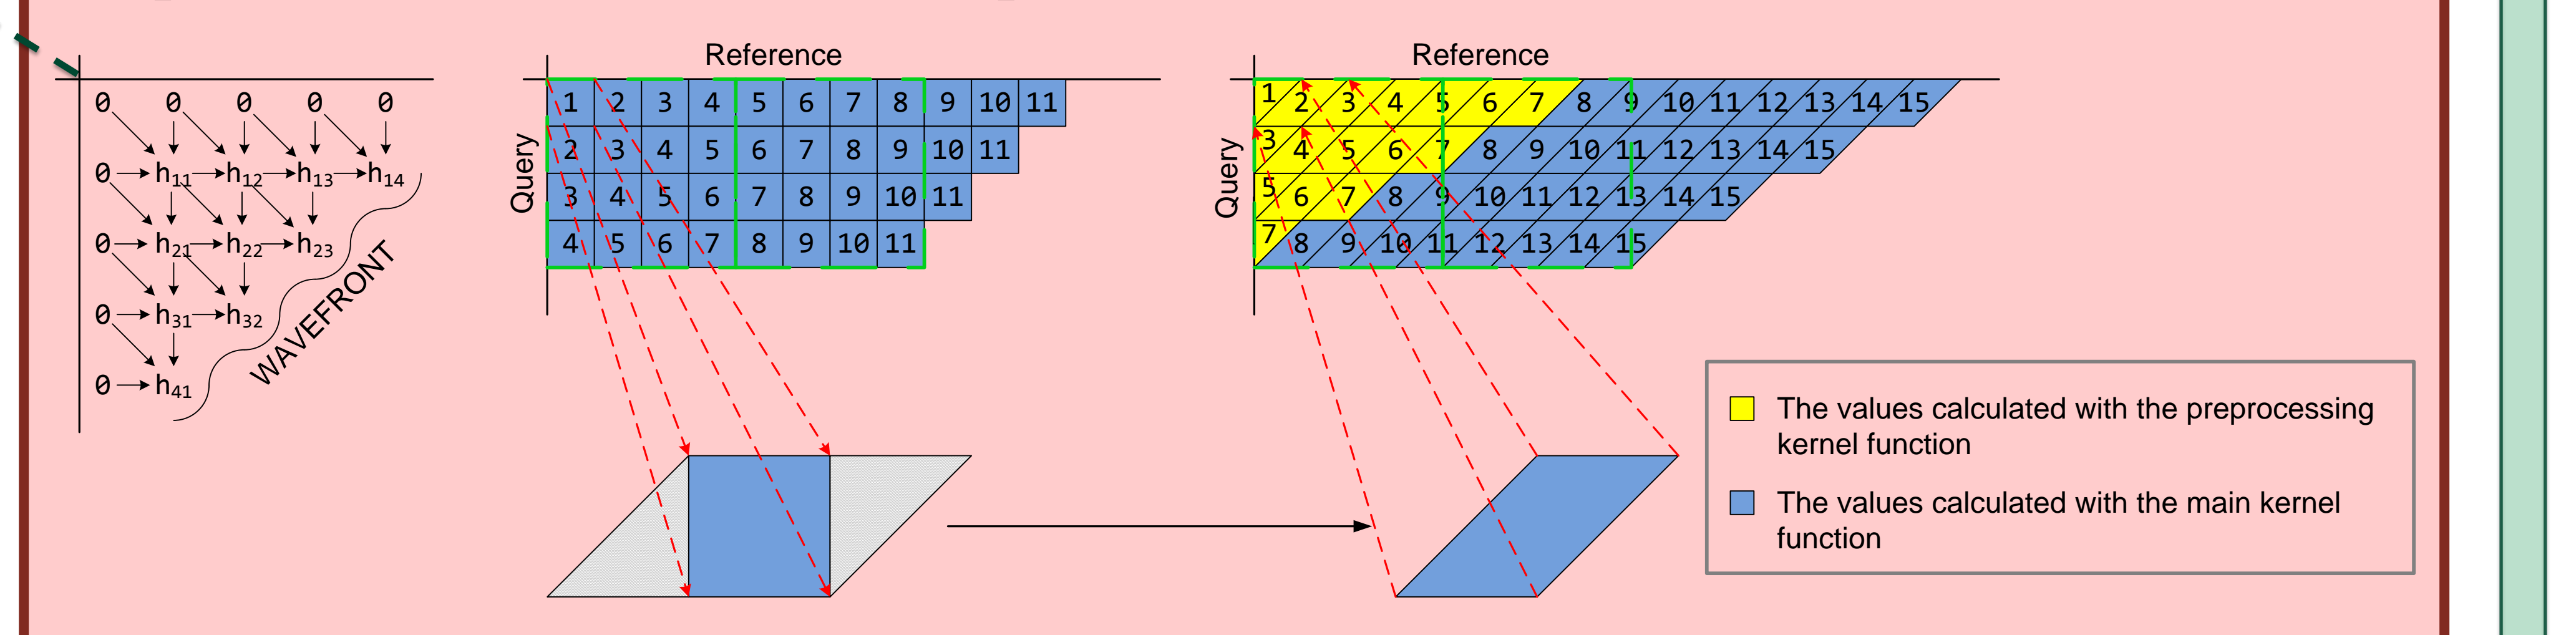 0 0 0 0 0
0 h11 h12 h13 h14
0 h21 h22 h23
0 h31 h32
0 h41
WAVEFRONT
Reference
Query
1 2 3 4 5 6 7 8 9 10 11
2 3 4 5 6 7 8 9 10 11
3 4 5 6 7 8 9 10 11
4 5 6 7 8 9 10 11
Reference
Query
1 2 3 4 5 6 7 8 9 10 11 12 13 14 15
3 4 5 6 7 8 9 10 11 12 13 14 15
5 6 7 8 9 10 11 12 13 14 15
7 8 9 10 11 12 13 14 15
The values calculated with the preprocessing
kernel function
The values calculated with the main kernel
function